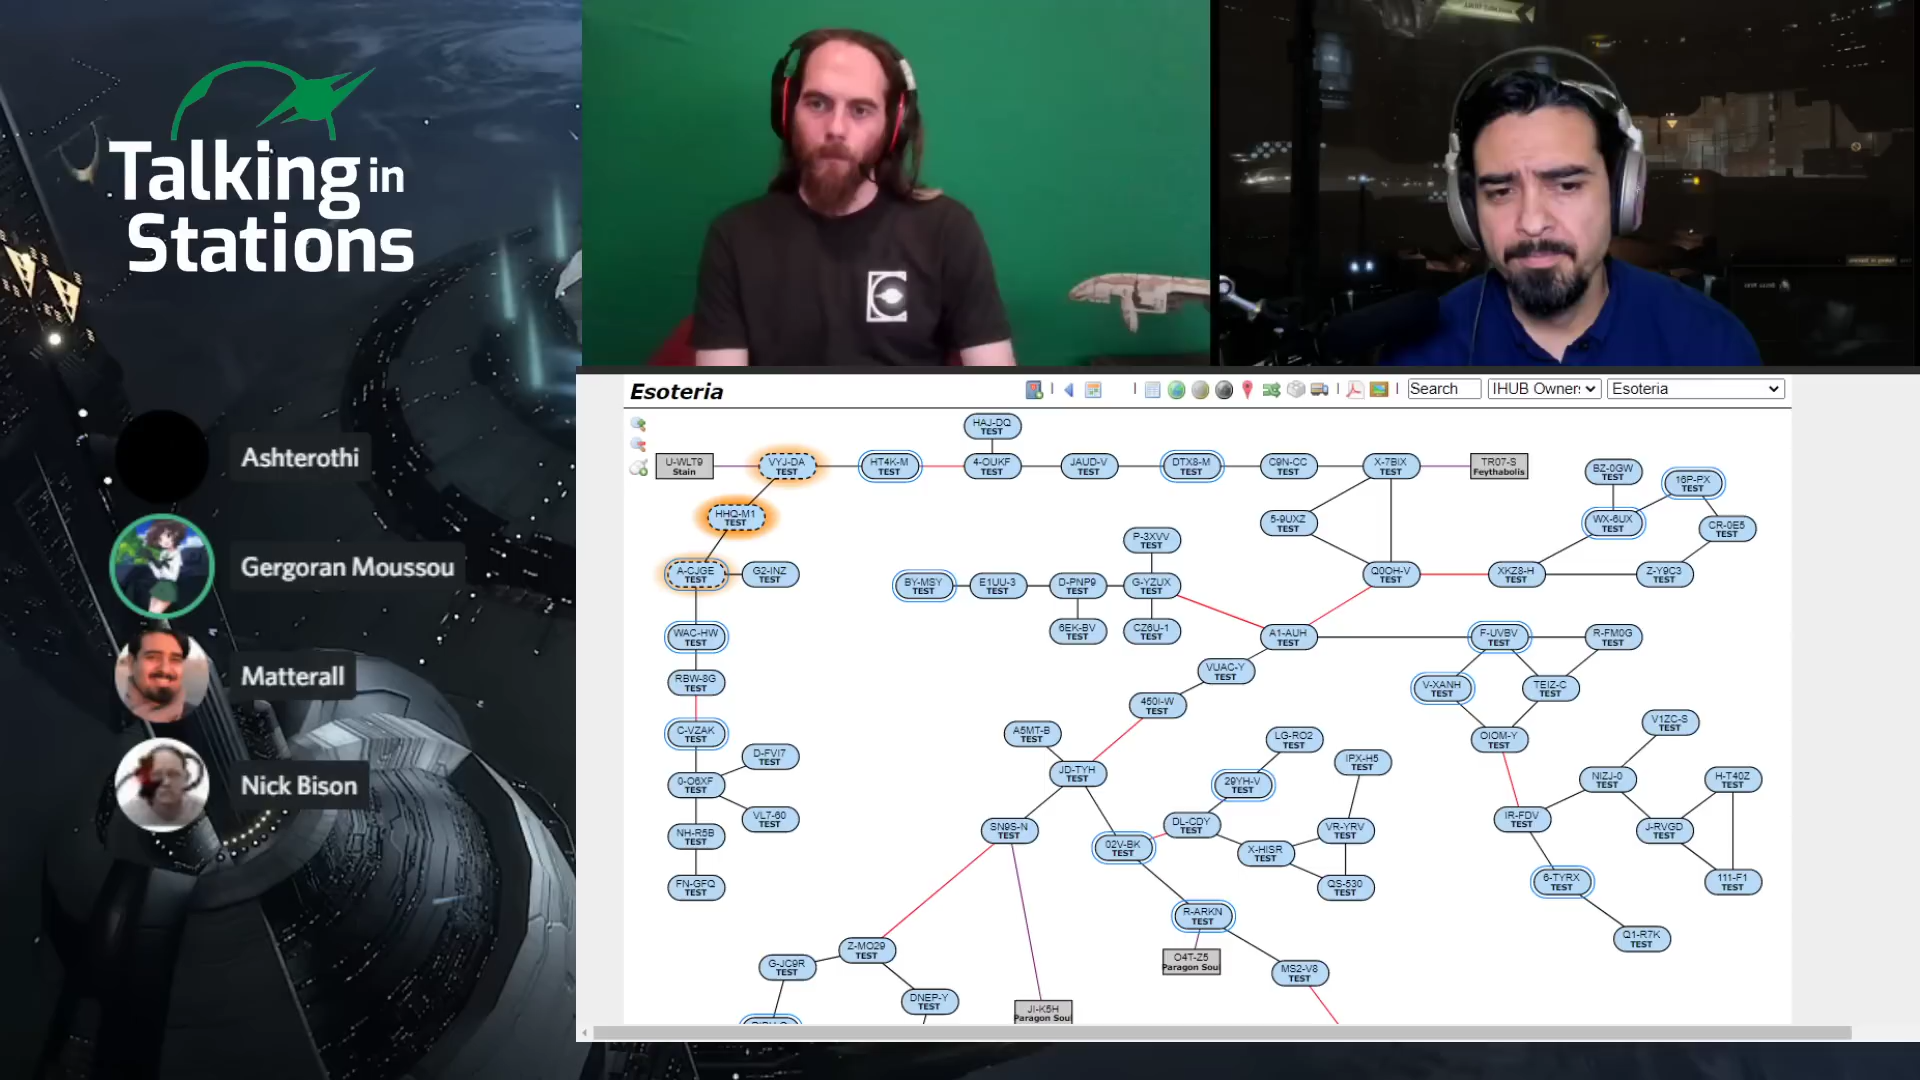 Talking in
Stations
Ashterothi
Gergoran Moussou
Matterall
Nick Bison
Esoteria
Search
IHUB Owner:
Esoteria
HAJ-DQ
TEST
U-WLT9
Stain
VYJ-DA
TEST
HT4K-M
TEST
4-OUKF
TEST
JAUD-V
TEST
DTX8-M
TEST
C9N-CC
TEST
X-7BIX
TEST
TR07-S
Feythabolis
BZ-0GW
TEST
16P-PX
TEST
HHQ-M1
TEST
5-9UXZ
TEST
WX-6UX
TEST
CR-0E5
TEST
P-3XVV
TEST
A-CJGE
TEST
G2-INZ
TEST
BY-MSY
TEST
E1UU-3
TEST
D-PNP9
TEST
G-YZUX
TEST
Q0OH-V
TEST
XKZ8-H
TEST
Z-Y9C3
TEST
WAC-HW
TEST
6EK-BV
TEST
CZ6U-1
TEST
A1-AUH
TEST
F-UVBV
TEST
R-FM0G
TEST
RBW-8G
TEST
VUAC-Y
TEST
450I-W
TEST
V-XANH
TEST
TEIZ-C
TEST
C-VZAK
TEST
A5MT-B
TEST
LG-RO2
TEST
OIOM-Y
TEST
V1ZC-S
TEST
D-FVI7
TEST
0-O6XF
TEST
JD-TYH
TEST
29YH-V
TEST
IPX-H5
TEST
NIZJ-0
TEST
H-T40Z
TEST
VL7-60
TEST
NH-R5B
TEST
SN9S-N
TEST
02V-BK
TEST
DL-CDY
TEST
X-HISR
TEST
VR-YRV
TEST
IR-FDV
TEST
J-RVGD
TEST
FN-GFQ
TEST
QS-530
TEST
6-TYRX
TEST
111-F1
TEST
R-ARKN
TEST
Q1-R7K
TEST
Z-MO29
TEST
G-JC9R
TEST
O4T-Z5
Paragon Soul
MS2-V8
TEST
DNEP-Y
TEST
JI-K5H
Paragon Soul